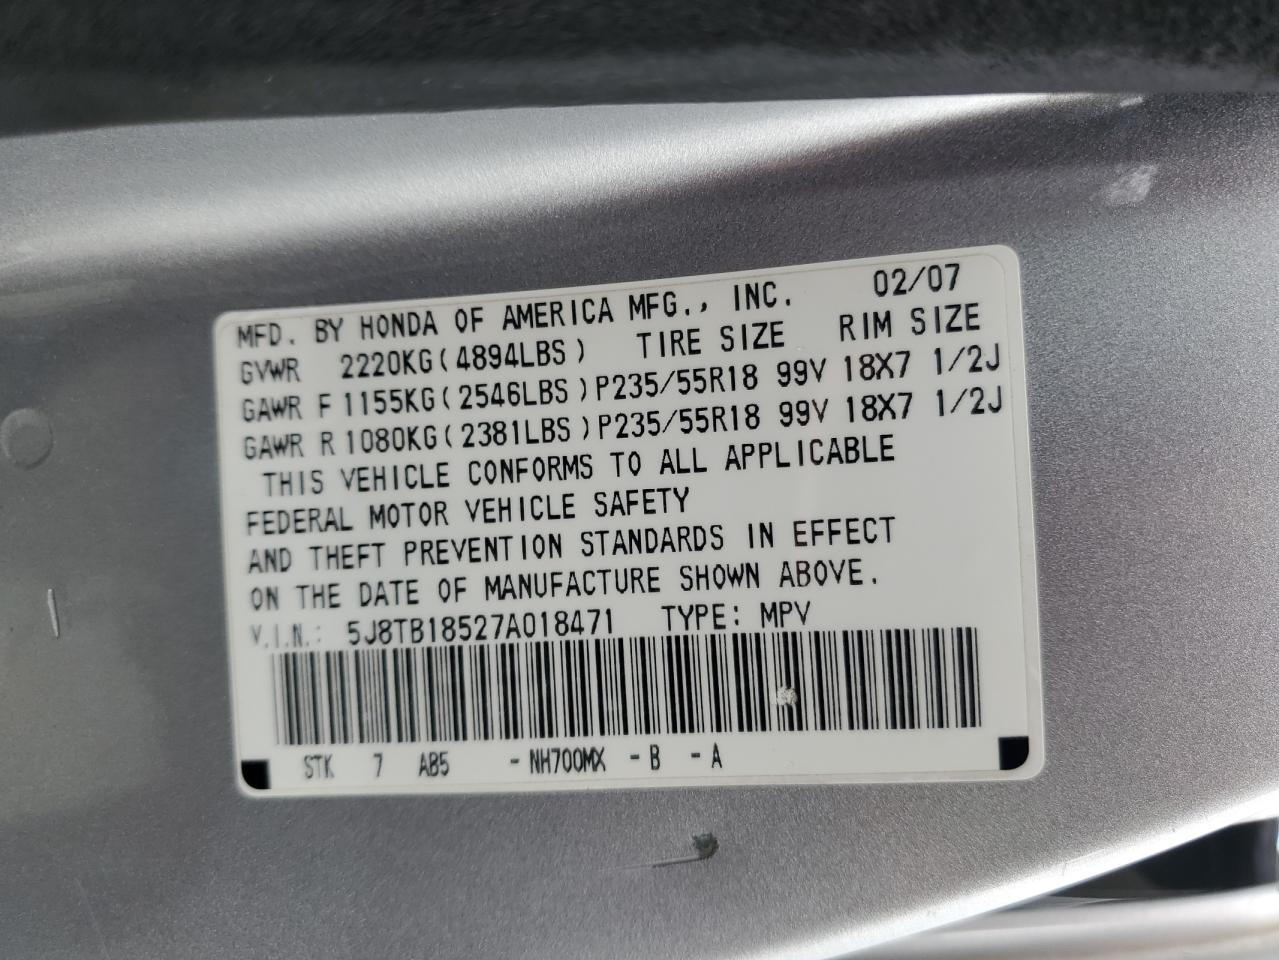 MFD. BY HONDA OF AMERICA MFG., INC. 02/07
GVWR 2220KG(4894LBS) TIRE SIZE RIM SIZE
GAWR F 1155KG(2546LBS) P235/55R18 99V 18X7 1/2J
GAWR R 1080KG(2381LBS) P235/55R18 99V 18X7 1/2J
THIS VEHICLE CONFORMS TO ALL APPLICABLE
FEDERAL MOTOR VEHICLE SAFETY
AND THEFT PREVENTION STANDARDS IN EFFECT
ON THE DATE OF MANUFACTURE SHOWN ABOVE.
V.I.N.: 5J8TB18527A018471 TYPE: MPV
STK 7 AB5 -NH700MX -B -A